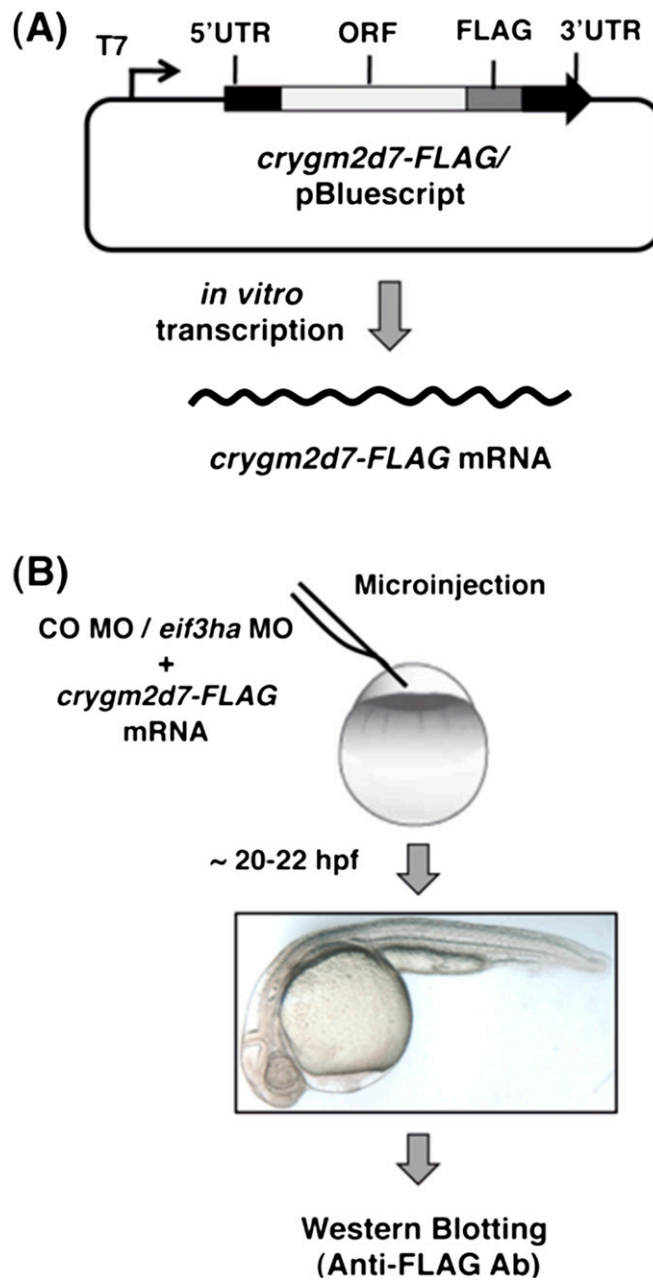 (A)
T7 5'UTR ORF FLAG 3'UTR
crygm2d7-FLAG/
pBluescript
in vitro
transcription
crygm2d7-FLAG mRNA
(B)
Microinjection
CO MO / eif3ha MO
+
crygm2d7-FLAG
mRNA
~ 20-22 hpf
Western Blotting
(Anti-FLAG Ab)